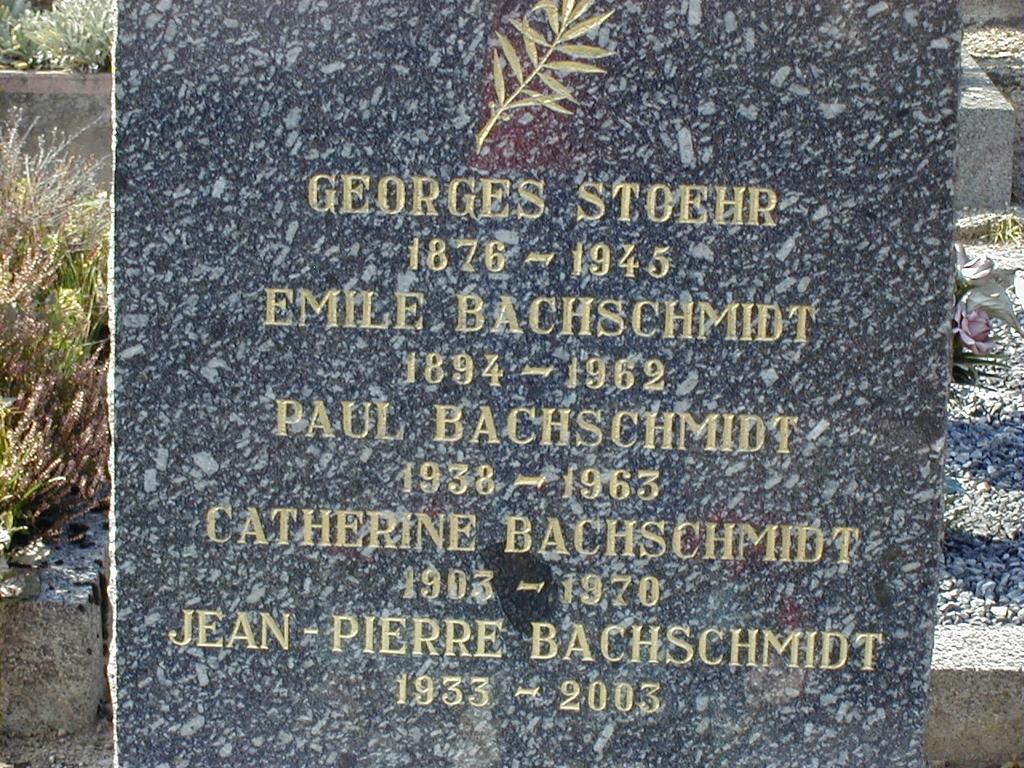 GEORGES STOEHR
1876 - 1945
EMILE BACHSCHMIDT
1894 - 1962
PAUL BACHSCHMIDT
1938 - 1963
CATHERINE BACHSCHMIDT
1903 - 1970
JEAN-PIERRE BACHSCHMIDT
1933 - 2003